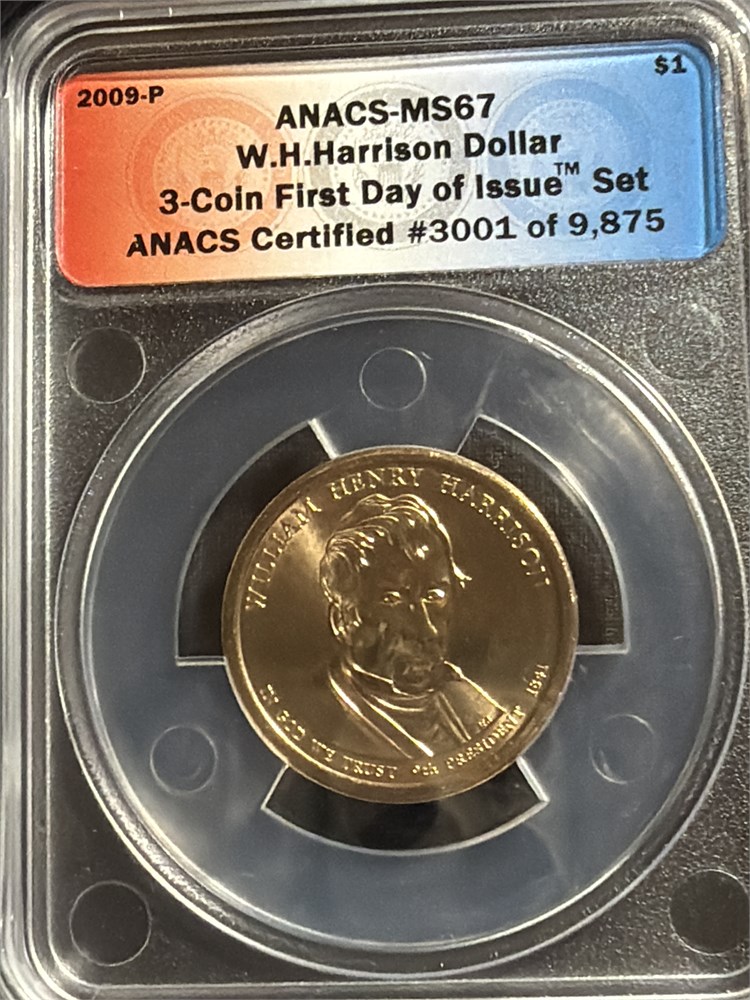 2009-P
$1
ANACS-MS67
W.H.Harrison Dollar
3-Coin First Day of Issue™ Set
ANACS Certified #3001 of 9,875
WILLIAM HENRY HARRISON
IN GOD WE TRUST 9th PRESIDENT 1841